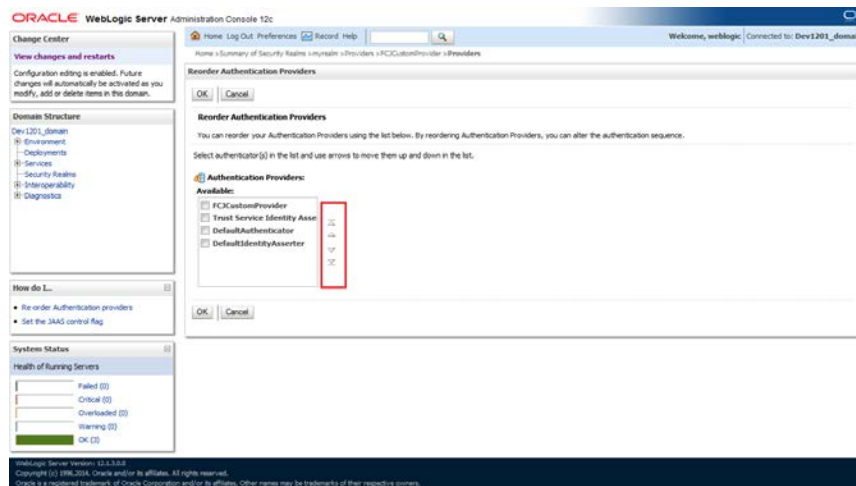 ORACLE WebLogic Server Administration Console 12c
Change Center
View changes and restarts
Configuration editing is enabled. Future
changes will automatically be activated as you
modify, add or delete items in this domain.
Domain Structure
Dev1201_domain
Environment
Deployments
Services
Security Realms
Interoperability
Diagnostics
How do I...
Re-order Authentication providers
Set the JAAS control flag
System Status
Health of Running Servers
Failed (0)
Critical (0)
Overloaded (0)
Warning (0)
OK (3)
Home Log Out Preferences Record Help
Welcome, weblogic Connected to: Dev1201_domai
Home >Summary of Security Realms >myrealm >Providers >FCJCustomProvider >Providers
Reorder Authentication Providers
OK Cancel
Reorder Authentication Providers
You can reorder your Authentication Providers using the list below. By reordering Authentication Providers, you can alter the authentication sequence.
Select authenticator(s) in the list and use arrows to move them up and down in the list.
Authentication Providers:
Available:
FCJCustomProvider
Trust Service Identity Asse
DefaultAuthenticator
DefaultIdentityAsserter
OK Cancel
WebLogic Server Version: 12.1.3.0.0
Copyright (c) 1996,2014, Oracle and/or its affiliates. All rights reserved.
Oracle is a registered trademark of Oracle Corporation and/or its affiliates. Other names may be trademarks of their respective owners.